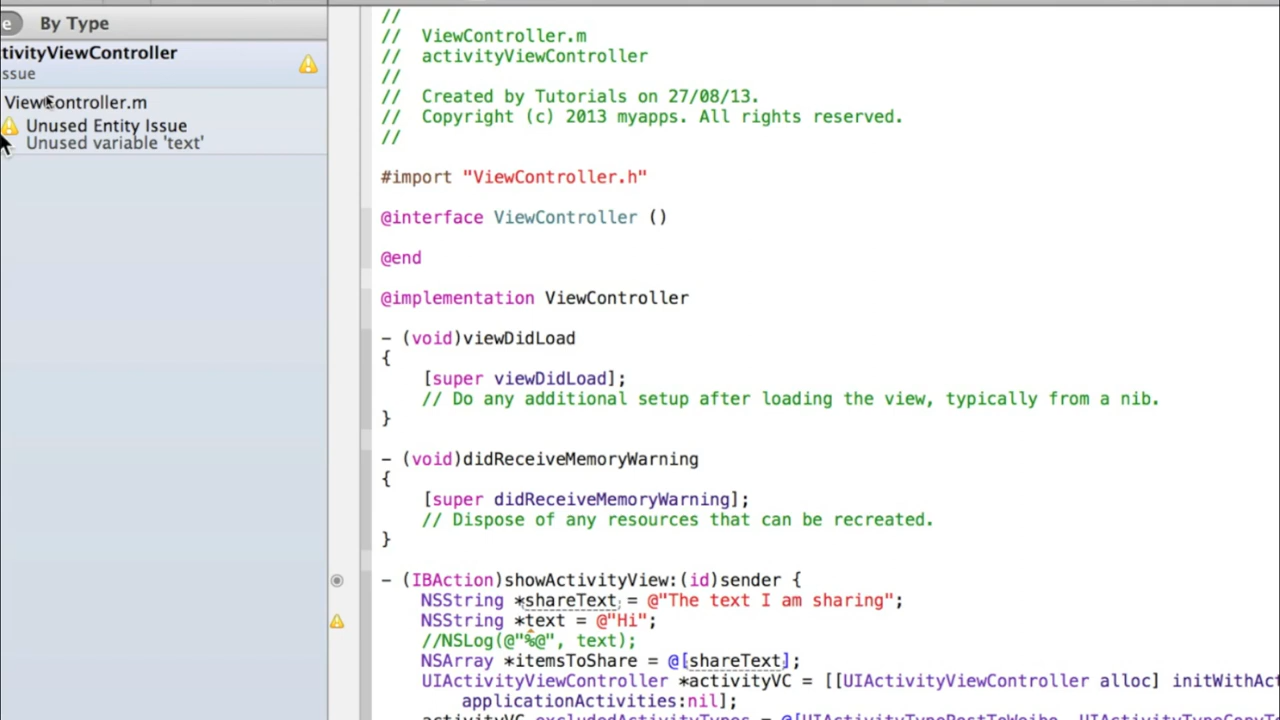 e By Type
tivityViewController
ssue
ViewController.m
Unused Entity Issue
Unused variable 'text'
//
// ViewController.m
// activityViewController
//
// Created by Tutorials on 27/08/13.
// Copyright (c) 2013 myapps. All rights reserved.
//
#import "ViewController.h"
@interface ViewController ()
@end
@implementation ViewController
- (void)viewDidLoad
{
[super viewDidLoad];
// Do any additional setup after loading the view, typically from a nib.
}
- (void)didReceiveMemoryWarning
{
[super didReceiveMemoryWarning];
// Dispose of any resources that can be recreated.
}
- (IBAction)showActivityView:(id)sender {
NSString *shareText = @"The text I am sharing";
NSString *text = @"Hi";
//NSLog(@"%@", text);
NSArray *itemsToShare = @[shareText];
UIActivityViewController *activityVC = [[UIActivityViewController alloc] initWithAct
applicationActivities:nil];
activityVC.excludedActivityTypes = @[UIActivityTypePostToWeibo, UIActivityTypeCopyT